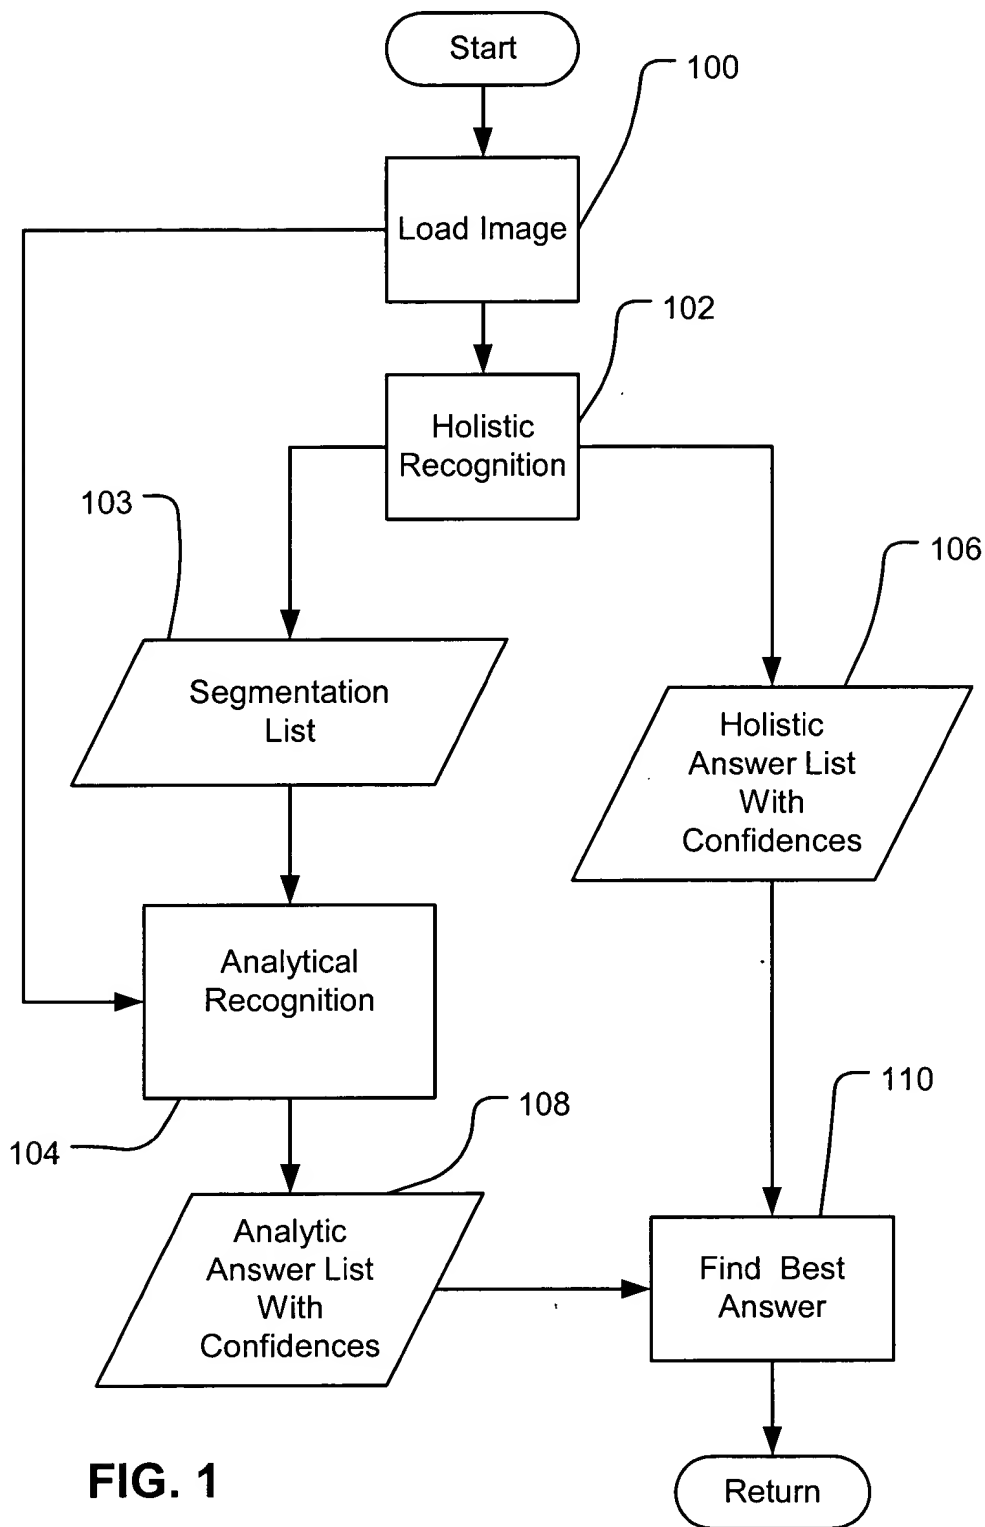 Start
100
Load Image
102
Holistic
Recognition
103
106
Segmentation
List
Holistic
Answer List
With
Confidences
Analytical
Recognition
110
108
104
Analytic
Answer List
With
Confidences
Find Best
Answer
FIG. 1
Return